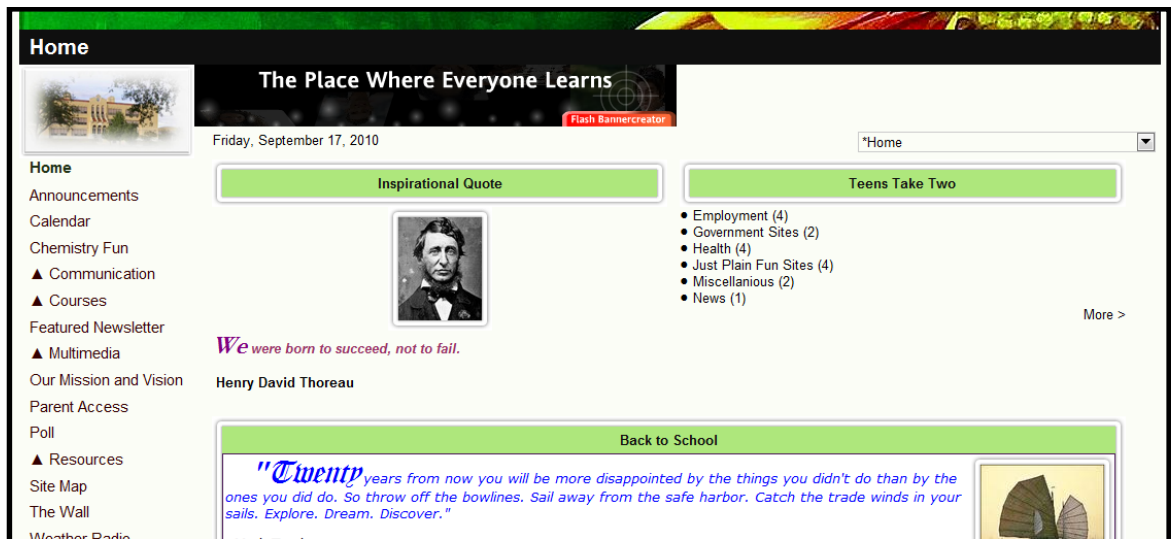 Home
The Place Where Everyone Learns
Flash Bannercreator
Friday, September 17, 2010
*Home
Home
Announcements
Calendar
Chemistry Fun
▲ Communication
▲ Courses
Featured Newsletter
▲ Multimedia
Our Mission and Vision
Parent Access
Poll
▲ Resources
Site Map
The Wall
Weather Radio
Inspirational Quote
We were born to succeed, not to fail.
Henry David Thoreau
Teens Take Two
● Employment (4)
● Government Sites (2)
● Health (4)
● Just Plain Fun Sites (4)
● Miscellanious (2)
● News (1)
More >
Back to School
"Twenty years from now you will be more disappointed by the things you didn't do than by the
ones you did do. So throw off the bowlines. Sail away from the safe harbor. Catch the trade winds in your
sails. Explore. Dream. Discover."